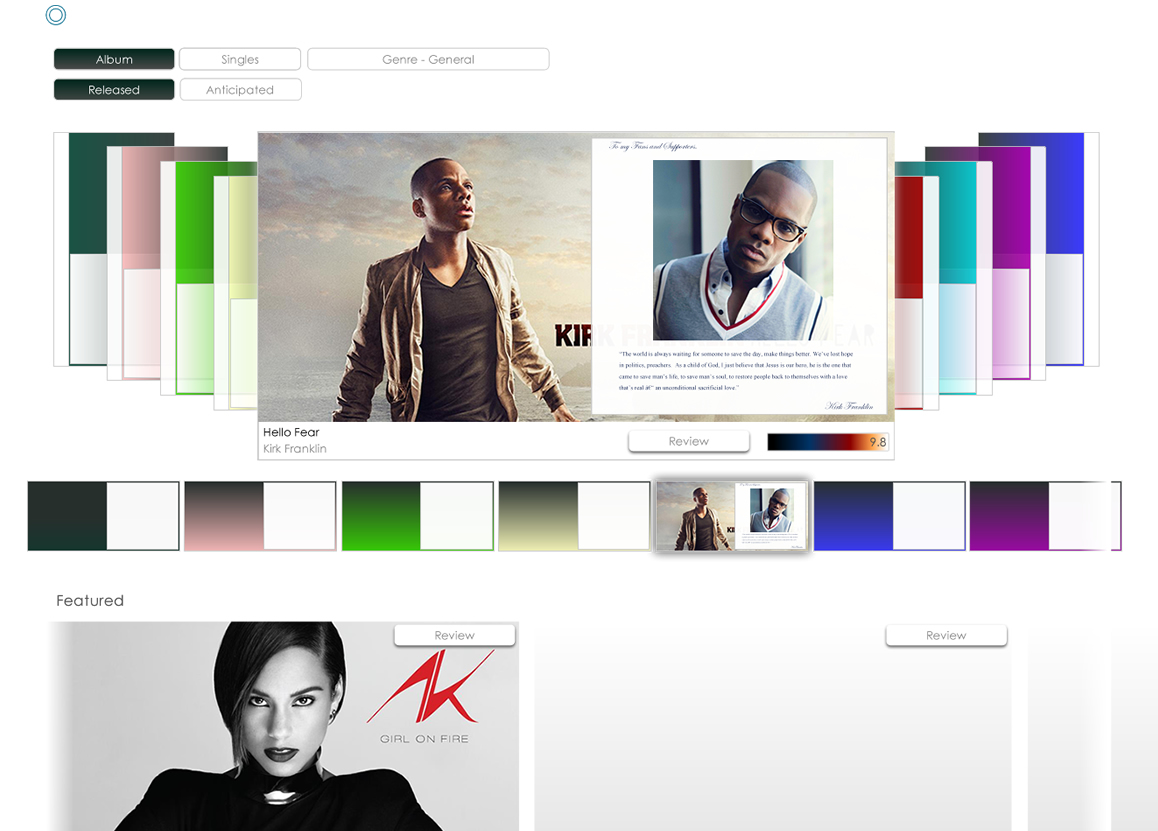 Album
Singles
Genre - General
Released
Anticipated
To my Fans and Supporters,
KIRK FR
EAR
"The world is always waiting for someone to save the day, make things better. We've lost hope
in politics, preachers. As a child of God, I just believe that Jesus is our hero, he is the one that
came to save man's life, to save man's soul, to restore people back to themselves with a love
that's real â€" an unconditional sacrificial love."
Kirk Franklin
Hello Fear
Kirk Franklin
Review
9.8
Featured
Review
AK
GIRL ON FIRE
Review